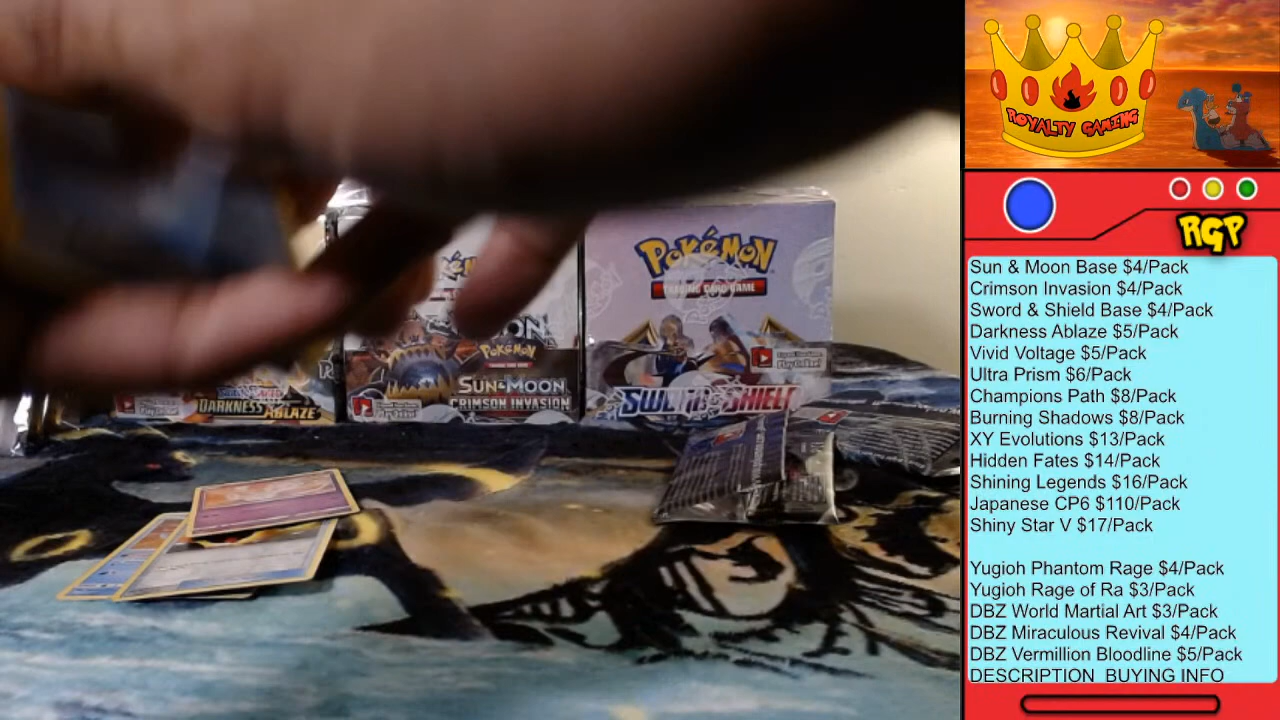 ROYALTY GAMING
RGP
Sun & Moon Base $4/Pack
Crimson Invasion $4/Pack
Sword & Shield Base $4/Pack
Darkness Ablaze $5/Pack
Vivid Voltage $5/Pack
Ultra Prism $6/Pack
Champions Path $8/Pack
Burning Shadows $8/Pack
XY Evolutions $13/Pack
Hidden Fates $14/Pack
Shining Legends $16/Pack
Japanese CP6 $110/Pack
Shiny Star V $17/Pack
Yugioh Phantom Rage $4/Pack
Yugioh Rage of Ra $3/Pack
DBZ World Martial Art $3/Pack
DBZ Miraculous Revival $4/Pack
DBZ Vermillion Bloodline $5/Pack
DESCRIPTION BUYING INFO
POKéMON
TRADING CARD GAME
SWORD & SHIELD
POKéMON
SUN & MOON
CRIMSON INVASION
DARKNESS ABLAZE